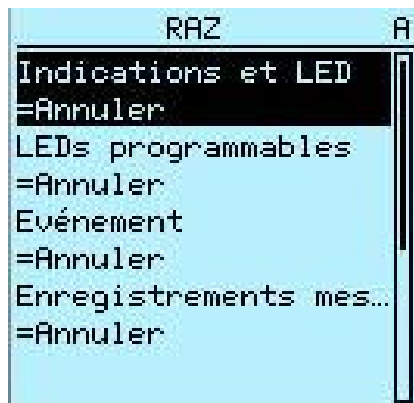 RAZ A
Indications et LED
=Annuler
LEDs programmables
=Annuler
Evénement
=Annuler
Enregistrements mes…
=Annuler